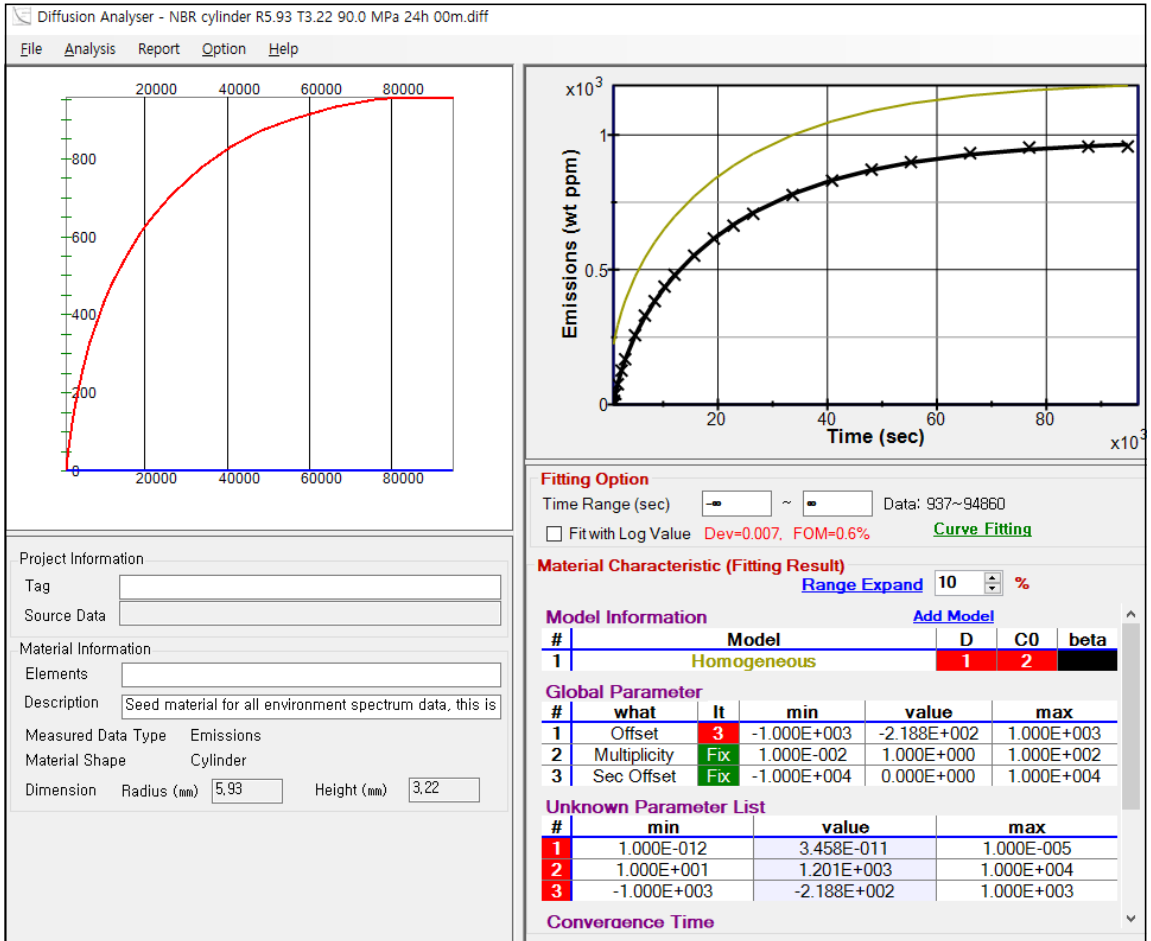 Diffusion Analyser - NBR cylinder R5.93 T3.22 90.0 MPa 24h 00m.diff
File Analysis Report Option Help
20000 40000 60000 80000
800
600
400
200
0
20000 40000 60000 80000
x10³
1
0.5
0
Emissions (wt ppm)
20 40 60 80
Time (sec)
x10³
Project Information
Tag
Source Data
Material Information
Elements
Description Seed material for all environment spectrum data, this is
Measured Data Type Emissions
Material Shape Cylinder
Dimension Radius (mm) 5,93 Height (mm) 3,22
Fitting Option
Time Range (sec) -∞ ~ ∞ Data: 937~94860
Fit with Log Value Dev=0.007, FOM=0.6% Curve Fitting
Material Characteristic (Fitting Result)
Range Expand 10 %
Model Information Add Model
# Model D C0 beta
1 Homogeneous 1 2
Global Parameter
# what It min value max
1 Offset 3 -1.000E+003 -2.188E+002 1.000E+003
2 Multiplicity Fix 1.000E-002 1.000E+000 1.000E+002
3 Sec Offset Fix -1.000E+004 0.000E+000 1.000E+004
Unknown Parameter List
# min value max
1 1.000E-012 3.458E-011 1.000E-005
2 1.000E+001 1.201E+003 1.000E+004
3 -1.000E+003 -2.188E+002 1.000E+003
Convergence Time